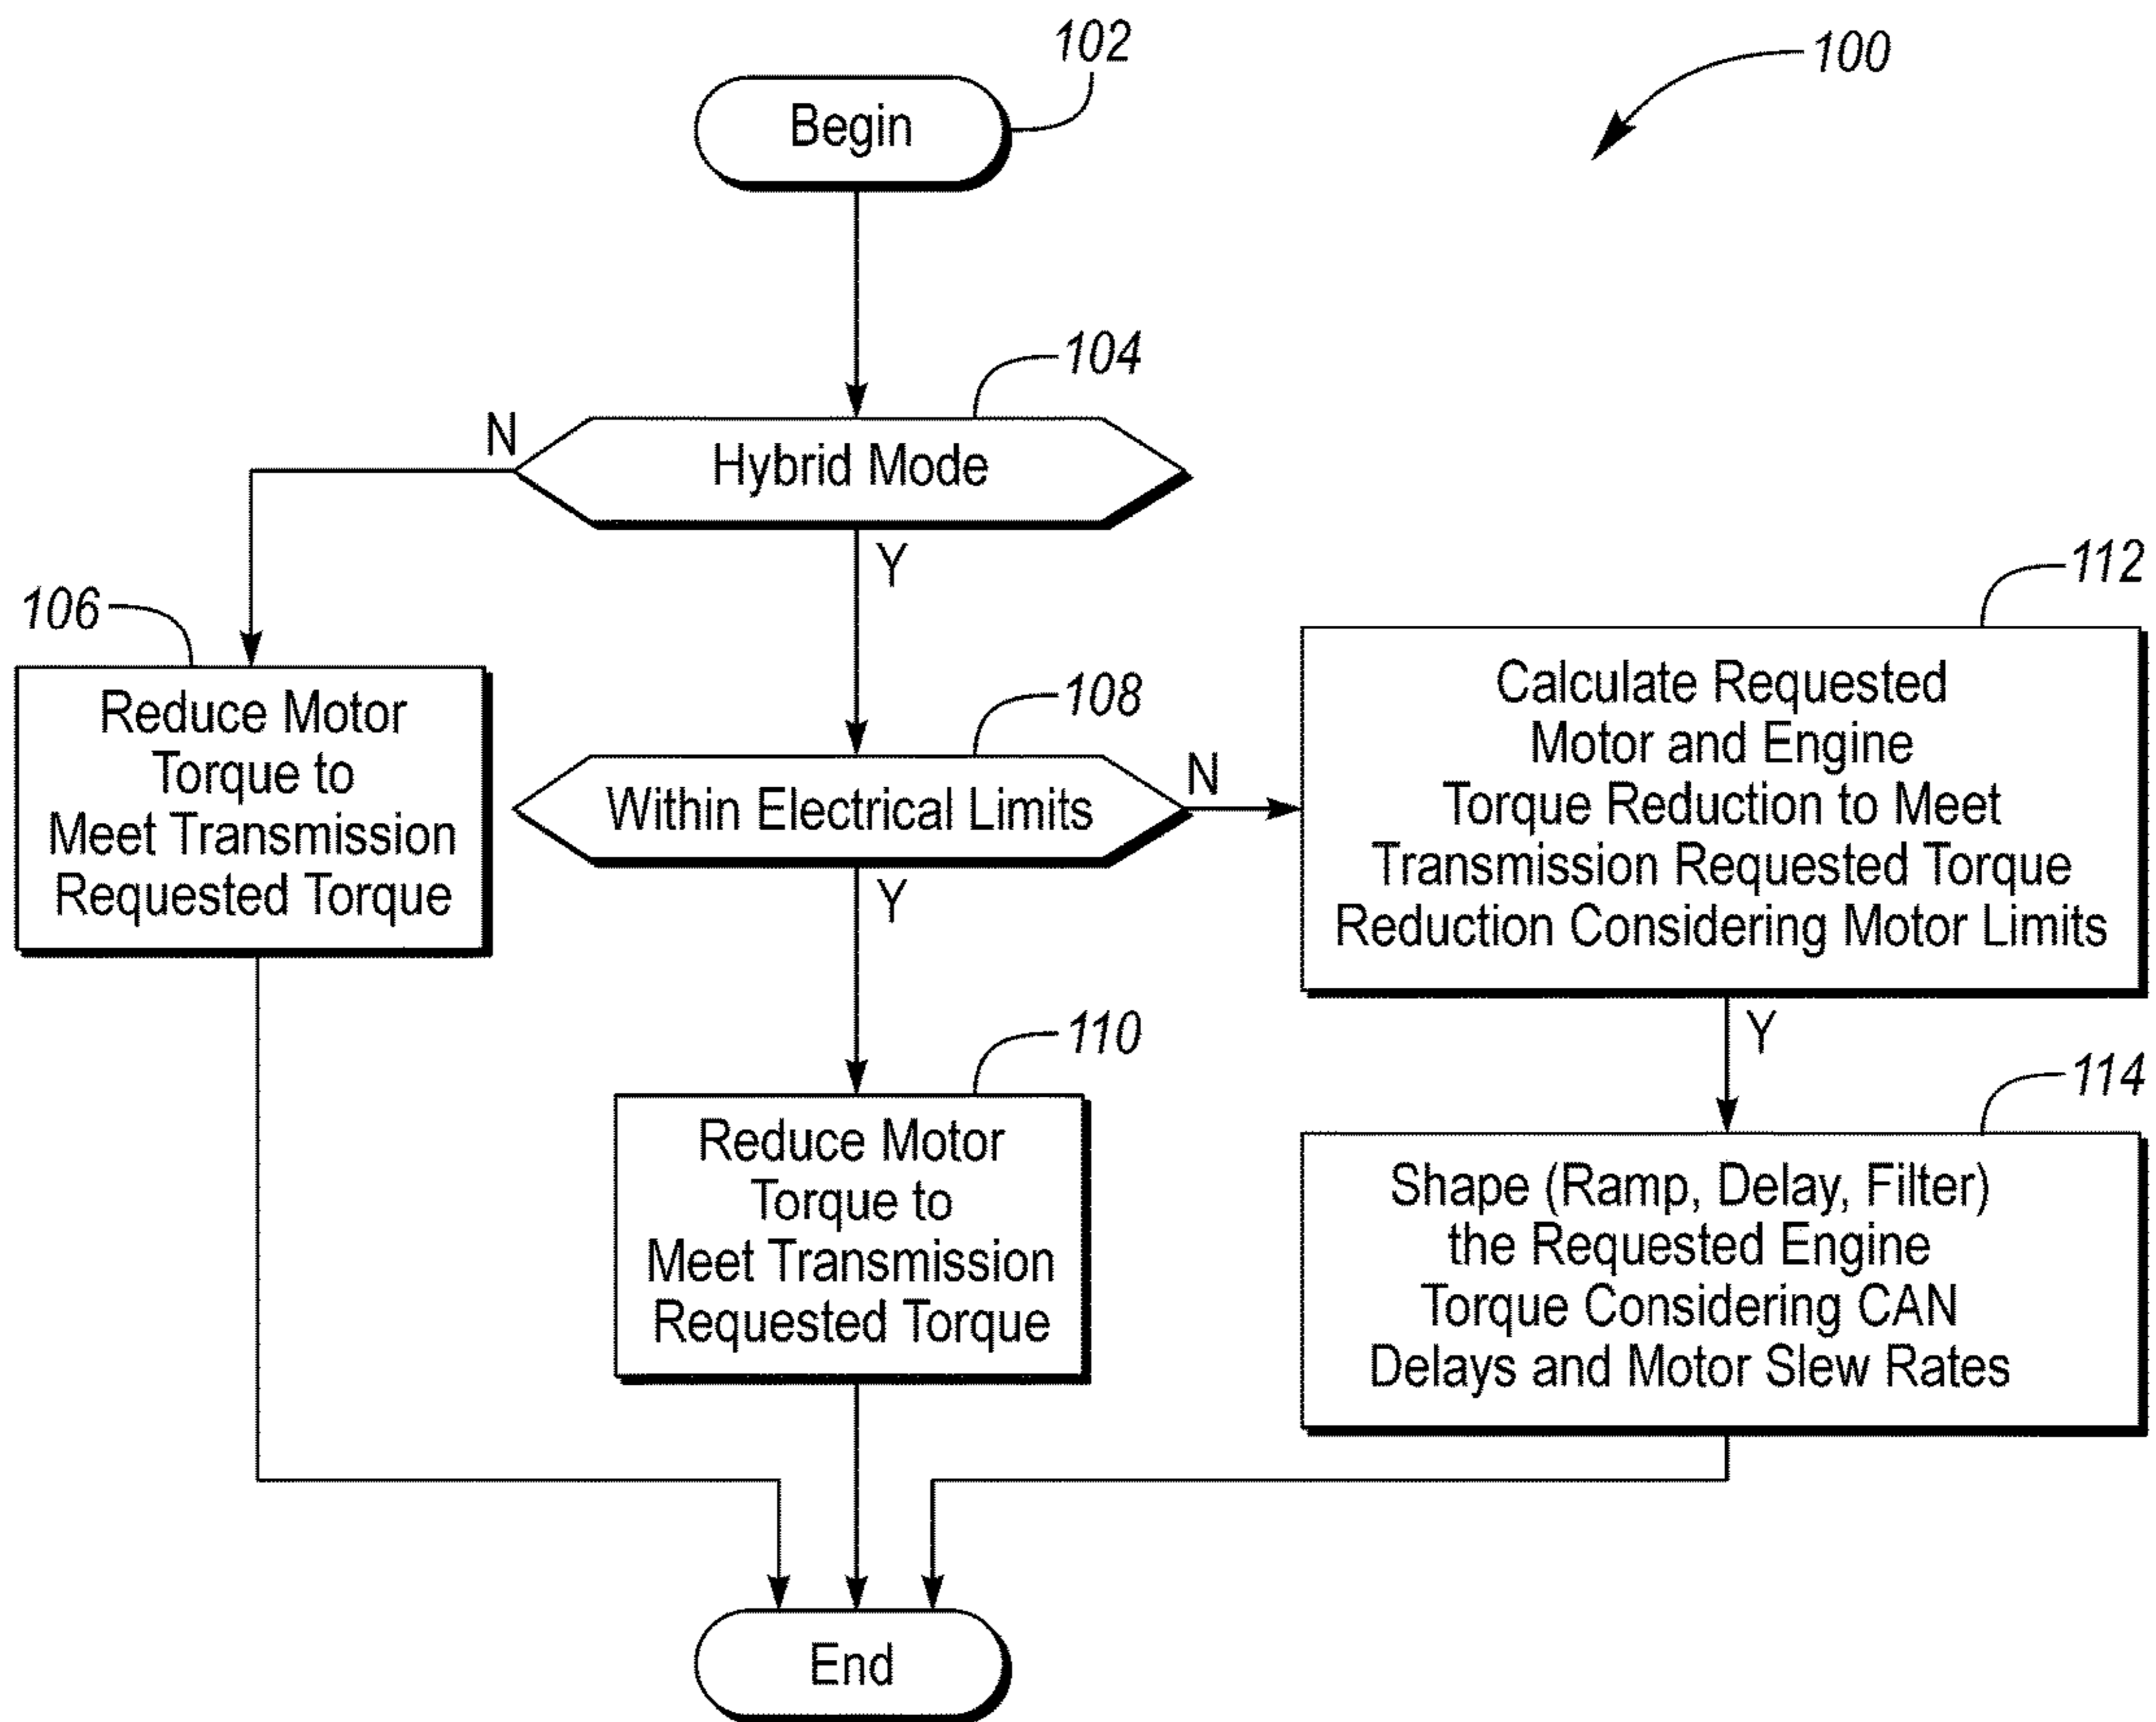 102
100
Begin
104
N
Hybrid Mode
Y
112
106
Calculate Requested
Motor and Engine
Torque Reduction to Meet
Transmission Requested Torque
Reduction Considering Motor Limits
Reduce Motor
Torque to
Meet Transmission
Requested Torque
108
N
Within Electrical Limits
Y
Y
110
114
Reduce Motor
Torque to
Meet Transmission
Requested Torque
Shape (Ramp, Delay, Filter)
the Requested Engine
Torque Considering CAN
Delays and Motor Slew Rates
End